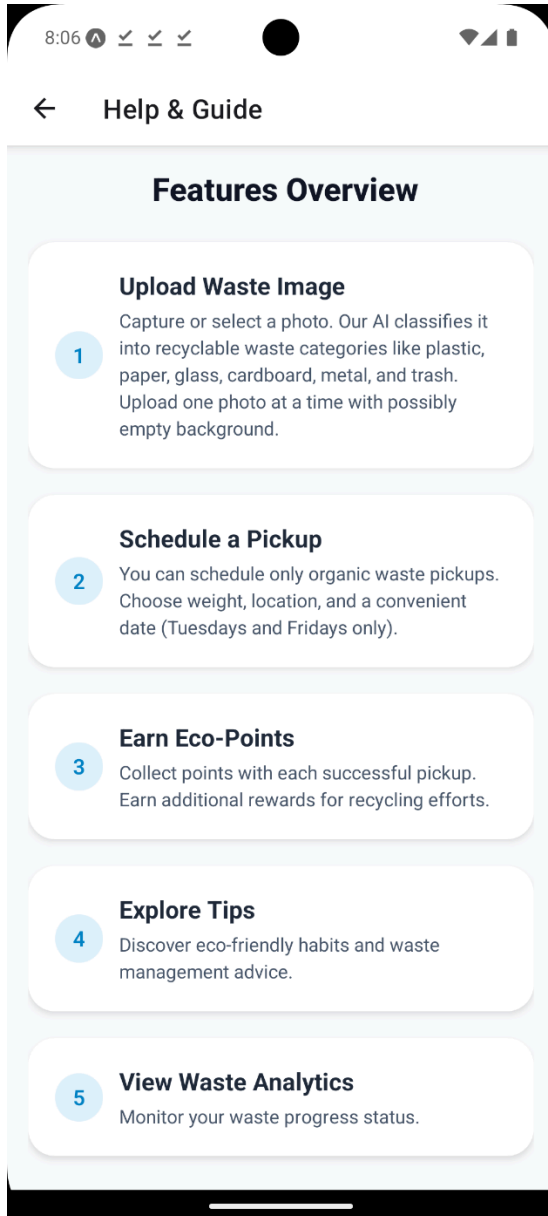 8:06
Help & Guide
Features Overview
1
Upload Waste Image
Capture or select a photo. Our AI classifies it
into recyclable waste categories like plastic,
paper, glass, cardboard, metal, and trash.
Upload one photo at a time with possibly
empty background.
2
Schedule a Pickup
You can schedule only organic waste pickups.
Choose weight, location, and a convenient
date (Tuesdays and Fridays only).
3
Earn Eco-Points
Collect points with each successful pickup.
Earn additional rewards for recycling efforts.
4
Explore Tips
Discover eco-friendly habits and waste
management advice.
5
View Waste Analytics
Monitor your waste progress status.